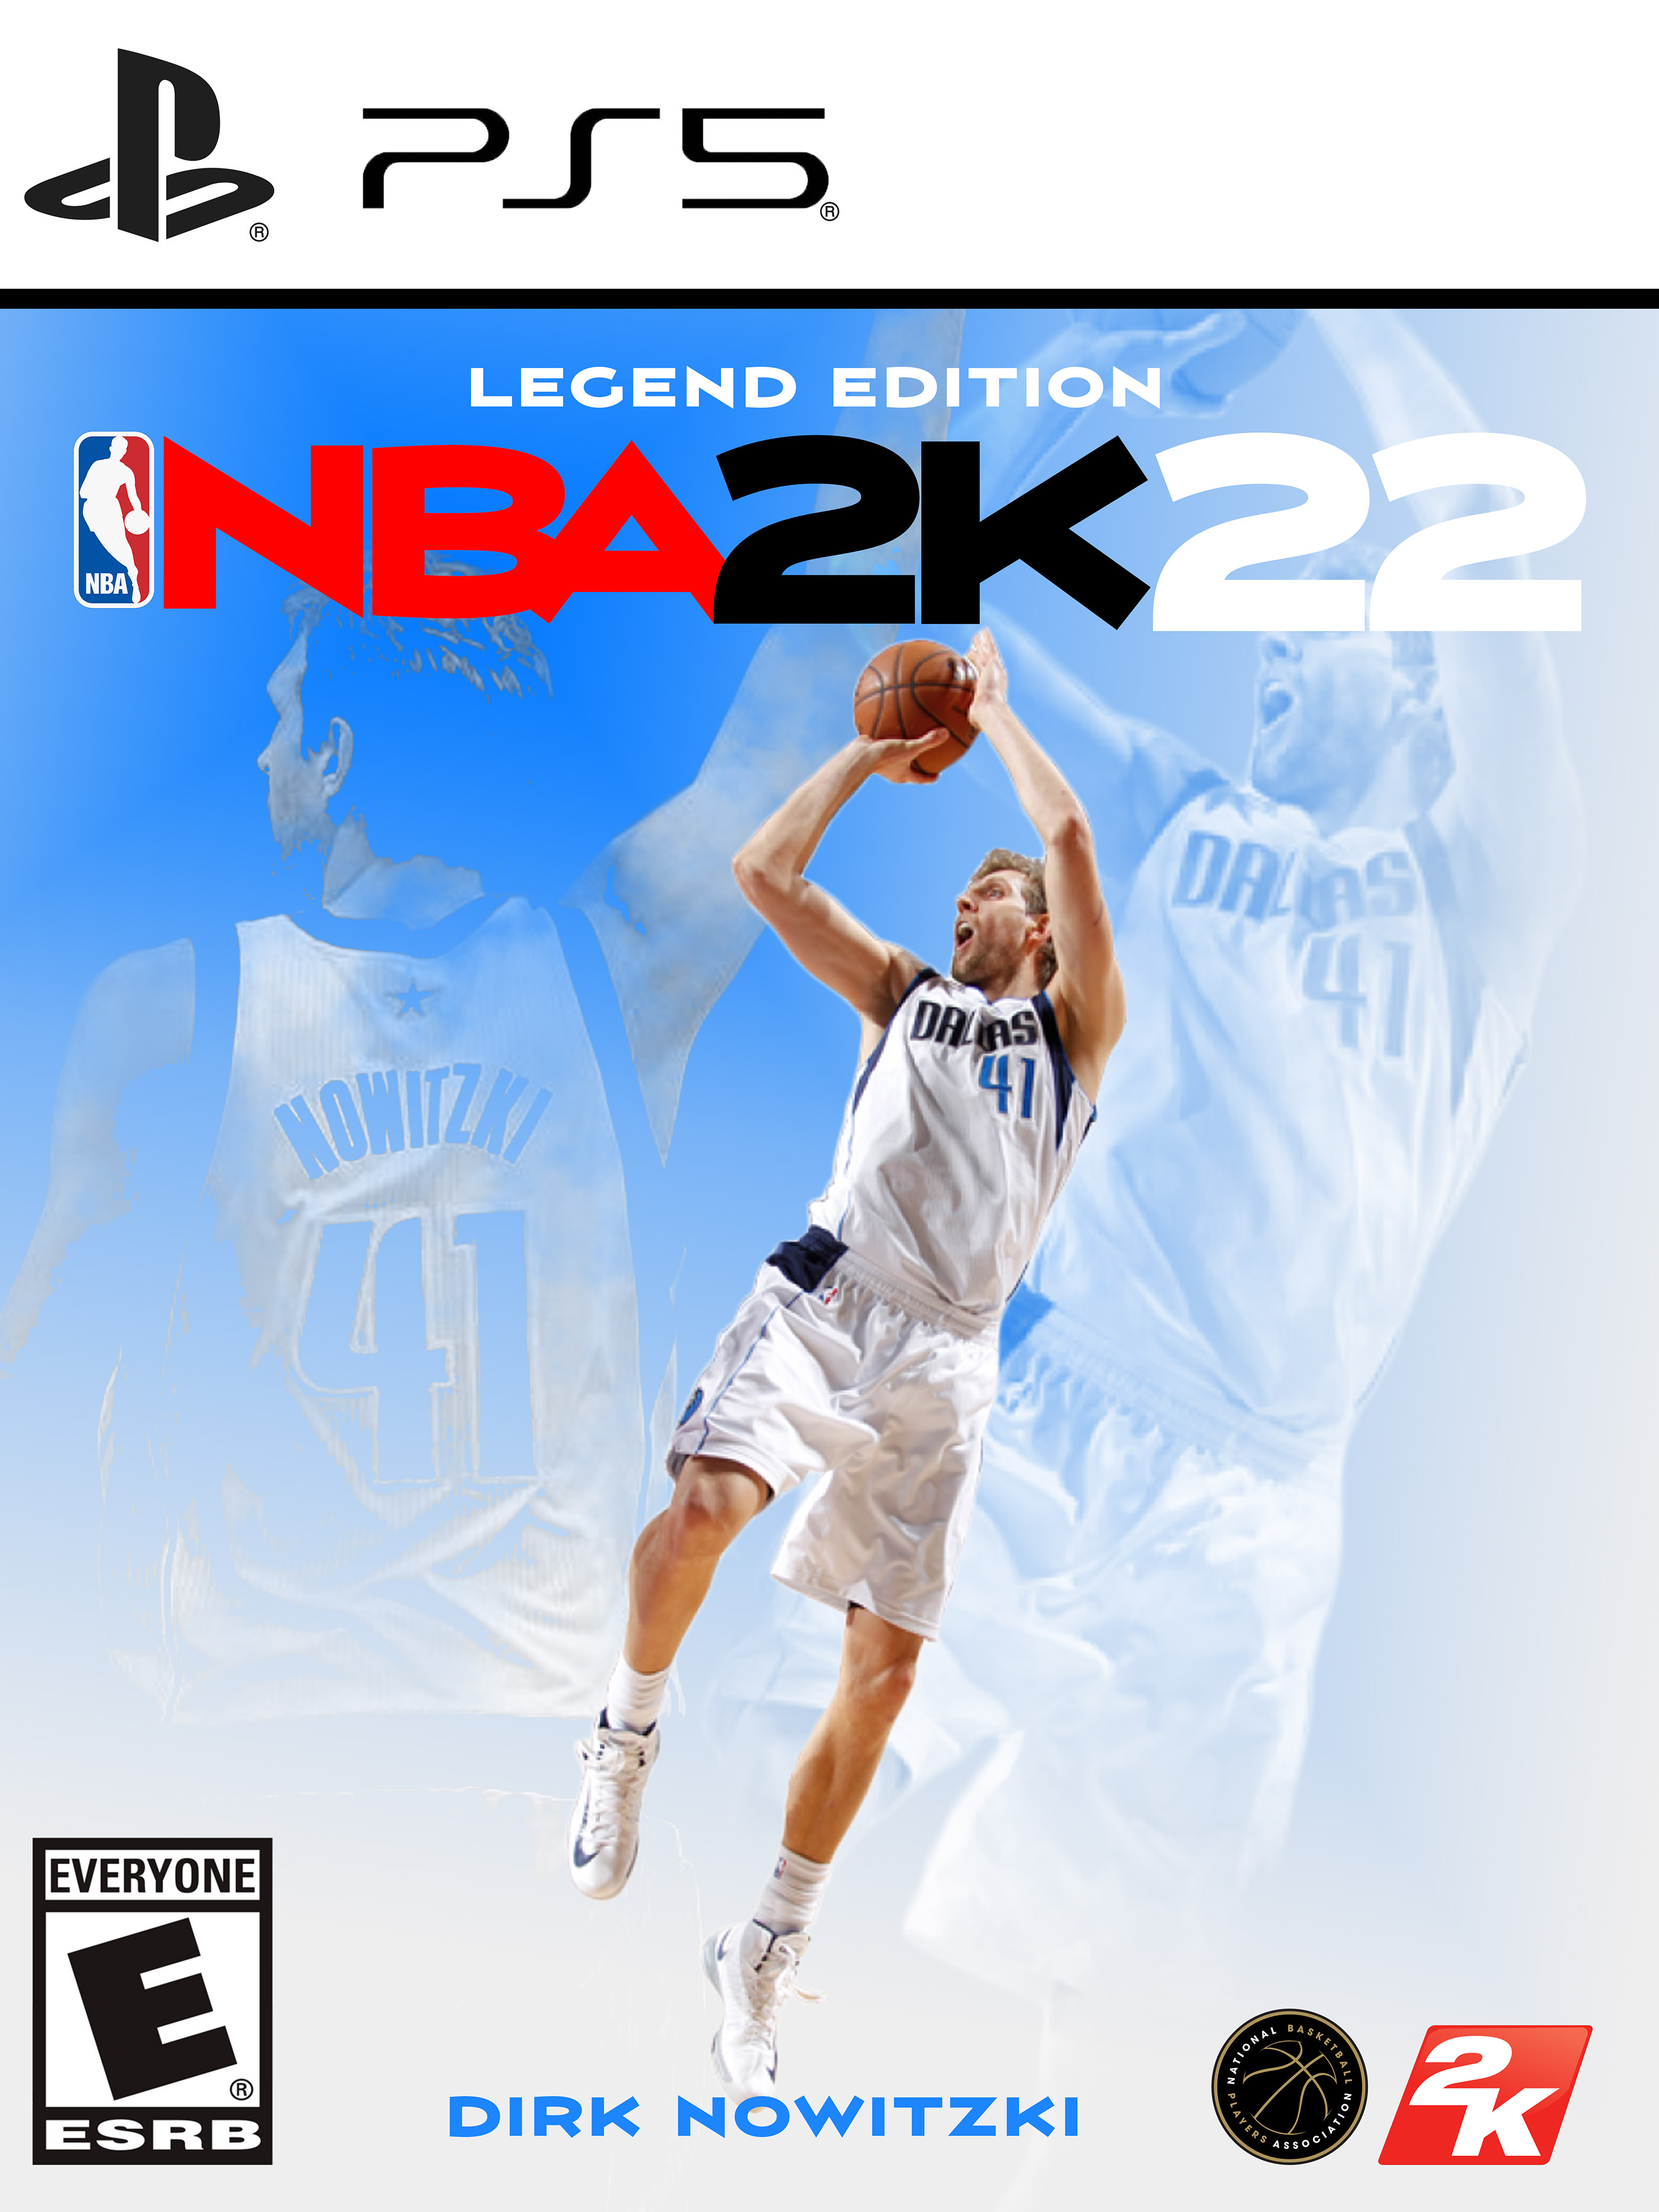 PS5®
®
LEGEND EDITION
NBA
NBA2K22
DALLAS
41
DALLAS
41
NOWITZKI
41
EVERYONE
E
®
ESRB
DIRK NOWITZKI
NATIONAL BASKETBALL
PLAYERS ASSOCIATION
2K